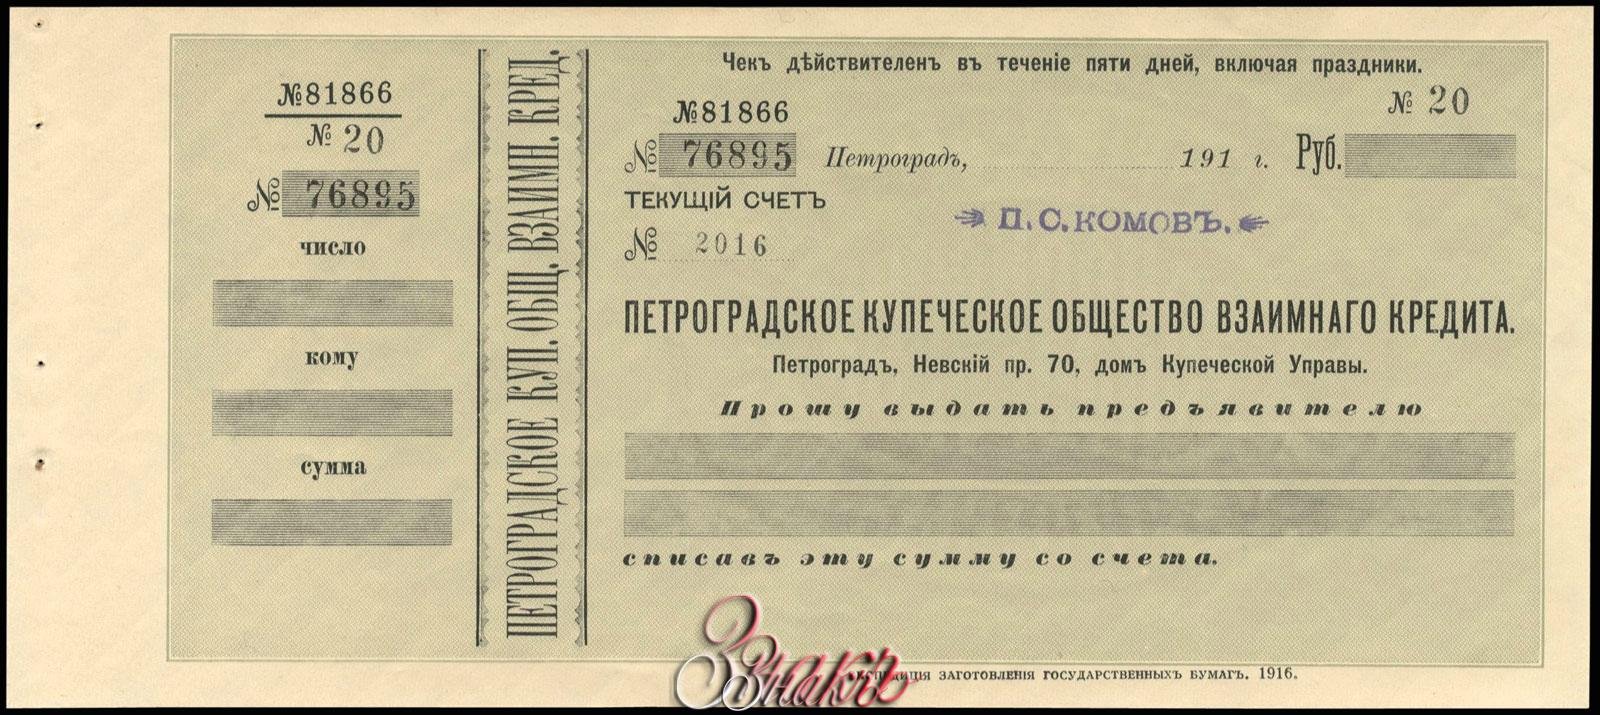 №81866
№ 20
№ 76895
число
кому
сумма
ПЕТРОГРАДСКОЕ КУП. ОБЩ. ВЗАИМН. КРЕД.
Чекъ дѣйствителенъ въ теченіе пяти дней, включая праздники.
№ 20
№81866
№ 76895 Петроградъ, 191 г. Руб.
ТЕКУЩІЙ СЧЕТЪ
П.С.КОМОВЪ.
№ 2016
ПЕТРОГРАДСКОЕ КУПЕЧЕСКОЕ ОБЩЕСТВО ВЗАИМНАГО КРЕДИТА.
Петроградъ, Невскій пр. 70, домъ Купеческой Управы.
Прошу выдать предъявителю
списавъ эту сумму со счета.
ЗАГОТОВЛЕНІЯ ГОСУДАРСТВЕННЫХЪ БУМАГЪ. 1916.
Знакъ